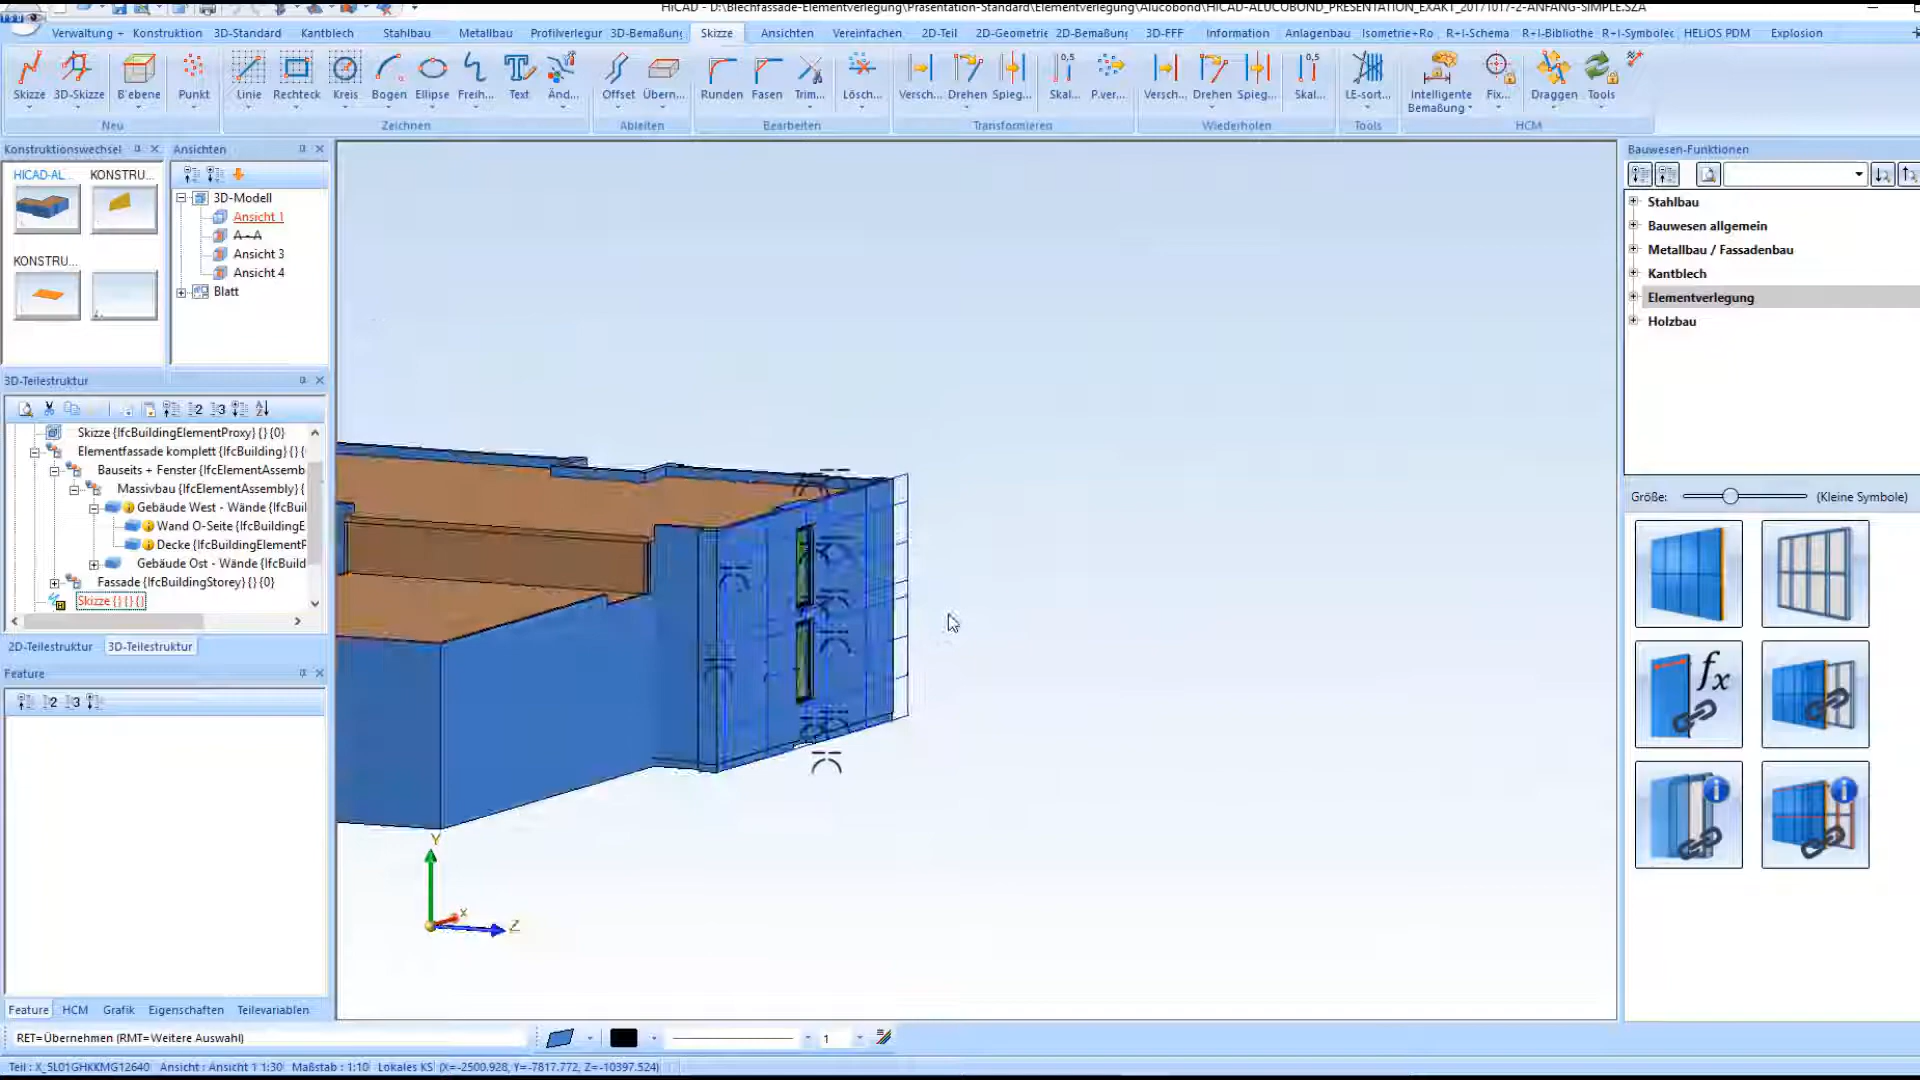 HiCAD - D:\Blechfassade-Elementverlegung\Präsentation-Standard\Elementverlegung\Alucobond\HICAD-ALUCOBOND_PRESENTATION_EXAKT_20171017-2-ANFANG-SIMPLE.SZA
Verwaltung Konstruktion 3D-Standard Kantblech Stahlbau Metallbau Profilverlegur 3D-Bemaßung Skizze Ansichten Vereinfachen 2D-Teil 2D-Geometrie 2D-Bemaßung 3D-FFF Information Anlagenbau Isometrie+Ro R+I-Schema R+I-Bibliothe R+I-Symbolec HELiOS PDM Explosion
Skizze 3D-Skizze B'ebene Punkt Linie Rechteck Kreis Bogen Ellipse Freih... Text Änd... Offset Übern... Runden Fasen Trim... Lösch... Versch... Drehen Spieg... Skal... P.ver... Versch... Drehen Spieg... Skal... LE-sort... Intelligente Bemaßung Fix... Draggen Tools
Neu Zeichnen Ableiten Bearbeiten Transformieren Wiederholen Tools HCM
Konstruktionswechsel
HICAD-AL... KONSTRU...
KONSTRU...
Ansichten
3D-Modell
Ansicht 1
A - A
Ansicht 3
Ansicht 4
Blatt
3D-Teilestruktur
2 3
Skizze {IfcBuildingElementProxy} {} {0}
Elementfassade komplett {IfcBuilding} {} {
Bauseits + Fenster {IfcElementAssemb
Massivbau {IfcElementAssembly} {
Gebäude West - Wände {IfcBuil
Wand O-Seite {IfcBuildingE
Decke {IfcBuildingElementP
Gebäude Ost - Wände {IfcBuild
Fassade {IfcBuildingStorey} {} {0}
Skizze {} {} {}
2D-Teilestruktur 3D-Teilestruktur
Feature
2 3
Feature HCM Grafik Eigenschaften Teilevariablen
Y
X
Z
Bauwesen-Funktionen
Stahlbau
Bauwesen allgemein
Metallbau / Fassadenbau
Kantblech
Elementverlegung
Holzbau
Größe: (Kleine Symbole)
fx
RET=Übernehmen (RMT=Weitere Auswahl)
1
Teil : X_SL01GHKKMG12640 Ansicht : Ansicht 1 1:30 Maßstab : 1:10 Lokales KS (X=-2500.928, Y=-7817.772, Z=-10397.524)